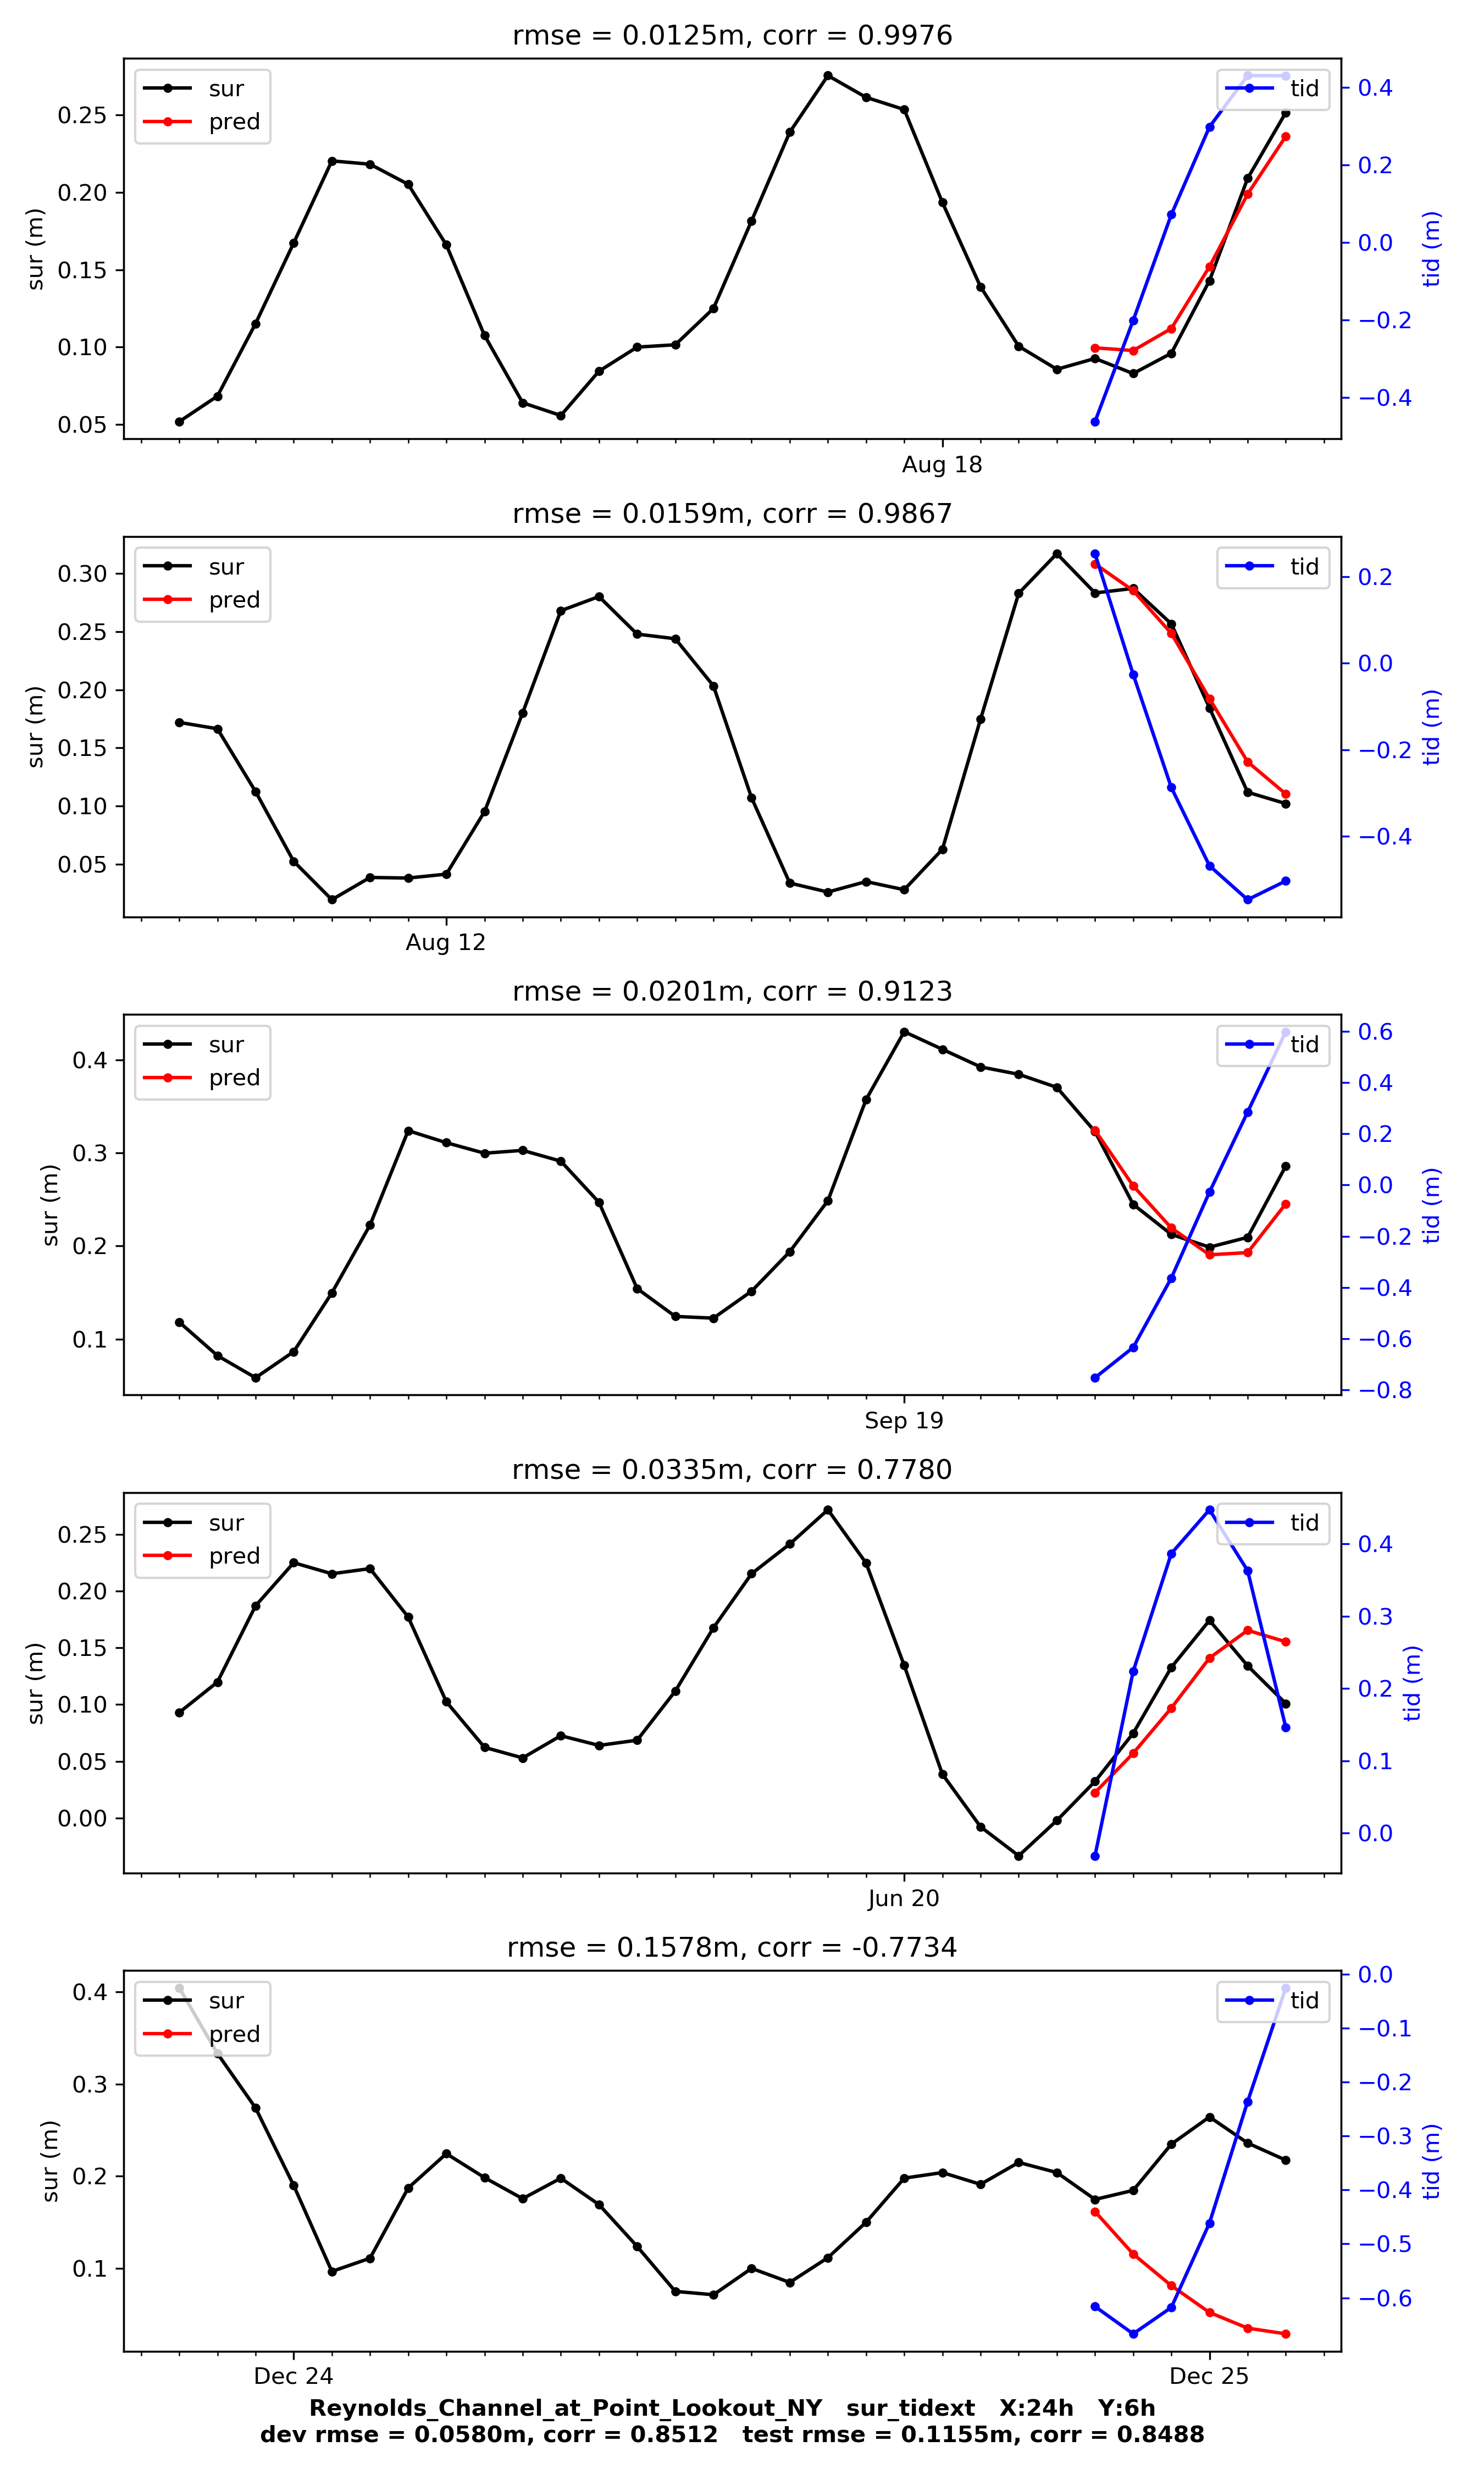 rmse = 0.0125m, corr = 0.9976
sur
pred
tid
0.25
0.20
0.15
0.10
0.05
sur (m)
0.4
0.2
0.0
−0.2
−0.4
tid (m)
Aug 18
rmse = 0.0159m, corr = 0.9867
sur
pred
tid
0.30
0.25
0.20
0.15
0.10
0.05
sur (m)
0.2
0.0
−0.2
−0.4
tid (m)
Aug 12
rmse = 0.0201m, corr = 0.9123
sur
pred
tid
0.4
0.3
0.2
0.1
sur (m)
0.6
0.4
0.2
0.0
−0.2
−0.4
−0.6
−0.8
tid (m)
Sep 19
rmse = 0.0335m, corr = 0.7780
sur
pred
tid
0.25
0.20
0.15
0.10
0.05
0.00
sur (m)
0.4
0.3
0.2
0.1
0.0
tid (m)
Jun 20
rmse = 0.1578m, corr = -0.7734
sur
pred
tid
0.4
0.3
0.2
0.1
sur (m)
0.0
−0.1
−0.2
−0.3
−0.4
−0.5
−0.6
tid (m)
Dec 24
Dec 25
Reynolds_Channel_at_Point_Lookout_NY sur_tidext X:24h Y:6h
dev rmse = 0.0580m, corr = 0.8512 test rmse = 0.1155m, corr = 0.8488